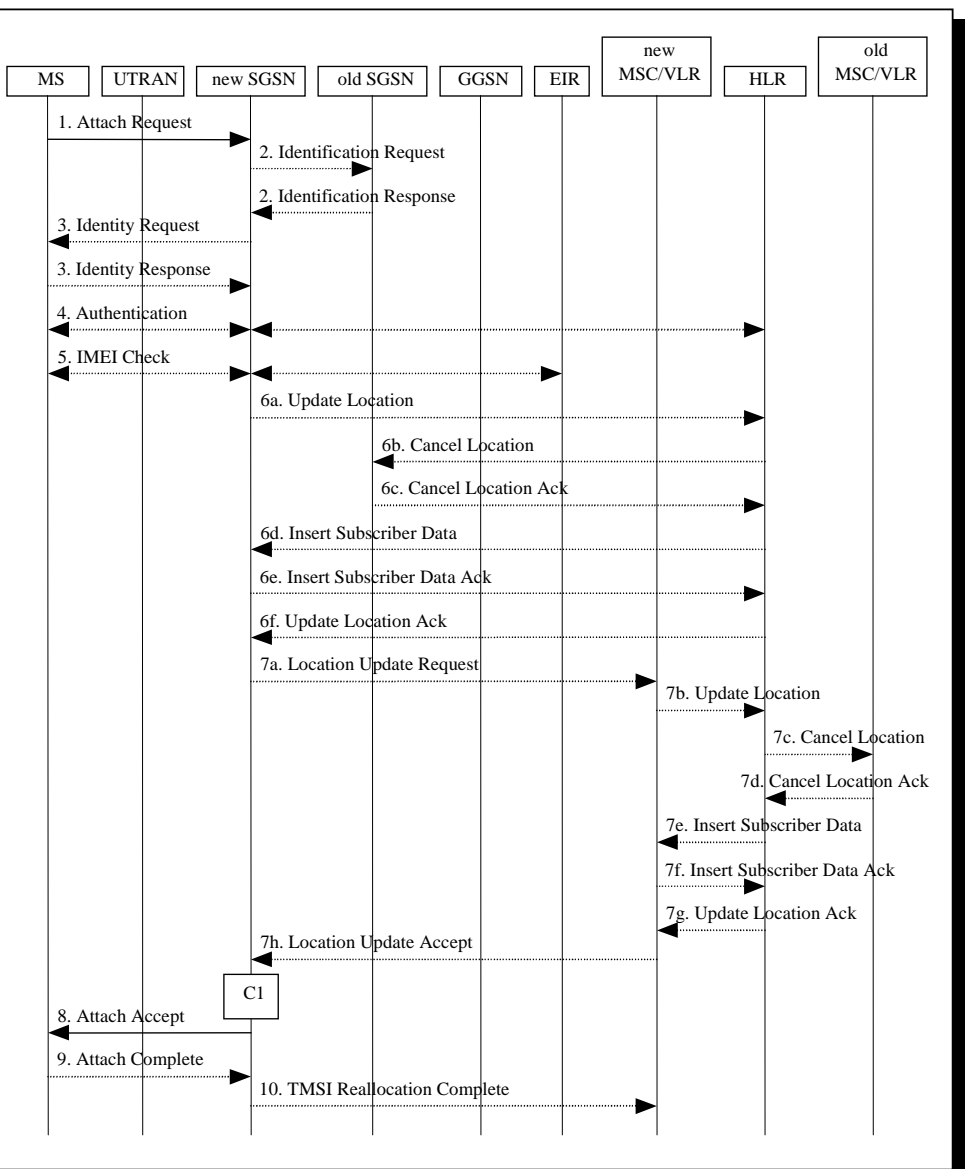 new
MSC/VLR
old
MSC/VLR
MS
UTRAN
new SGSN
old SGSN
GGSN
EIR
HLR
1. Attach Request
2. Identification Request
2. Identification Response
3. Identity Request
3. Identity Response
4. Authentication
5. IMEI Check
6a. Update Location
6b. Cancel Location
6c. Cancel Location Ack
6d. Insert Subscriber Data
6e. Insert Subscriber Data Ack
6f. Update Location Ack
7a. Location Update Request
7b. Update Location
7c. Cancel Location
7d. Cancel Location Ack
7e. Insert Subscriber Data
7f. Insert Subscriber Data Ack
7g. Update Location Ack
7h. Location Update Accept
C1
8. Attach Accept
9. Attach Complete
10. TMSI Reallocation Complete